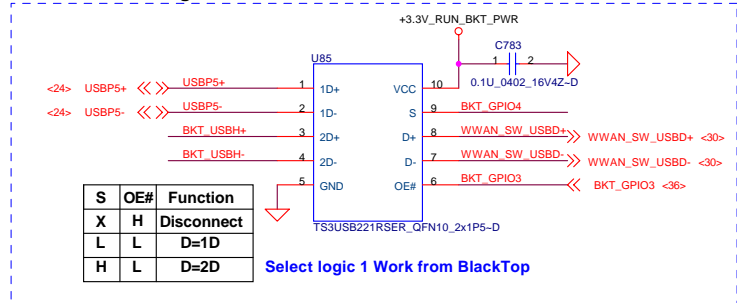 +3.3V_RUN_BKT_PWR
U85
C783
1 2
0.1U_0402_16V4Z~D
<24> USBP5+ USBP5+ 1 1D+ VCC 10
<24> USBP5- USBP5- 2 1D- S 9 BKT_GPIO4
BKT_USBH+ 3 2D+ D+ 8 WWAN_SW_USBD+ WWAN_SW_USBD+ <30>
BKT_USBH- 4 2D- D- 7 WWAN_SW_USBD- WWAN_SW_USBD- <30>
5 GND OE# 6 BKT_GPIO3 BKT_GPIO3 <36>
TS3USB221RSER_QFN10_2x1P5~D
S OE# Function
X H Disconnect
L L D=1D
H L D=2D
Select logic 1 Work from BlackTop